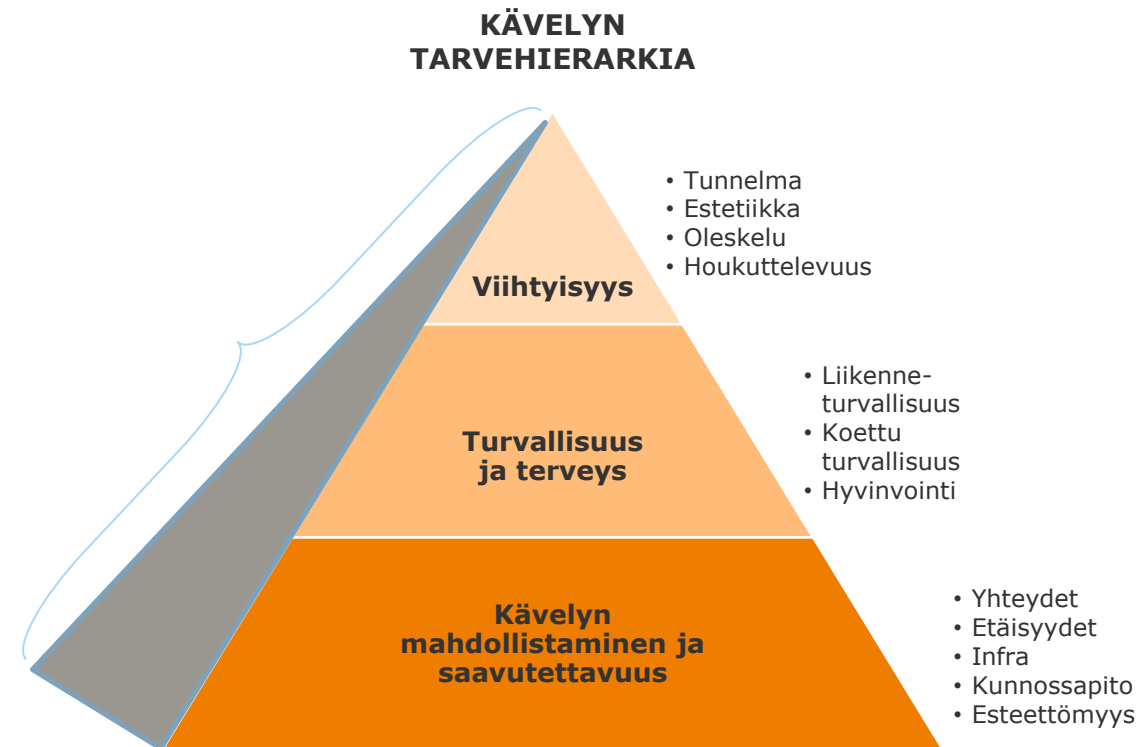 KÄVELYN
TARVEHIERARKIA
• Tunnelma
• Estetiikka
• Oleskelu
• Houkuttelevuus
Viihtyisyys
• Liikenne-
turvallisuus
• Koettu
turvallisuus
• Hyvinvointi
Turvallisuus
ja terveys
• Yhteydet
• Etäisyydet
• Infra
• Kunnossapito
• Esteettömyys
Kävelyn
mahdollistaminen ja
saavutettavuus